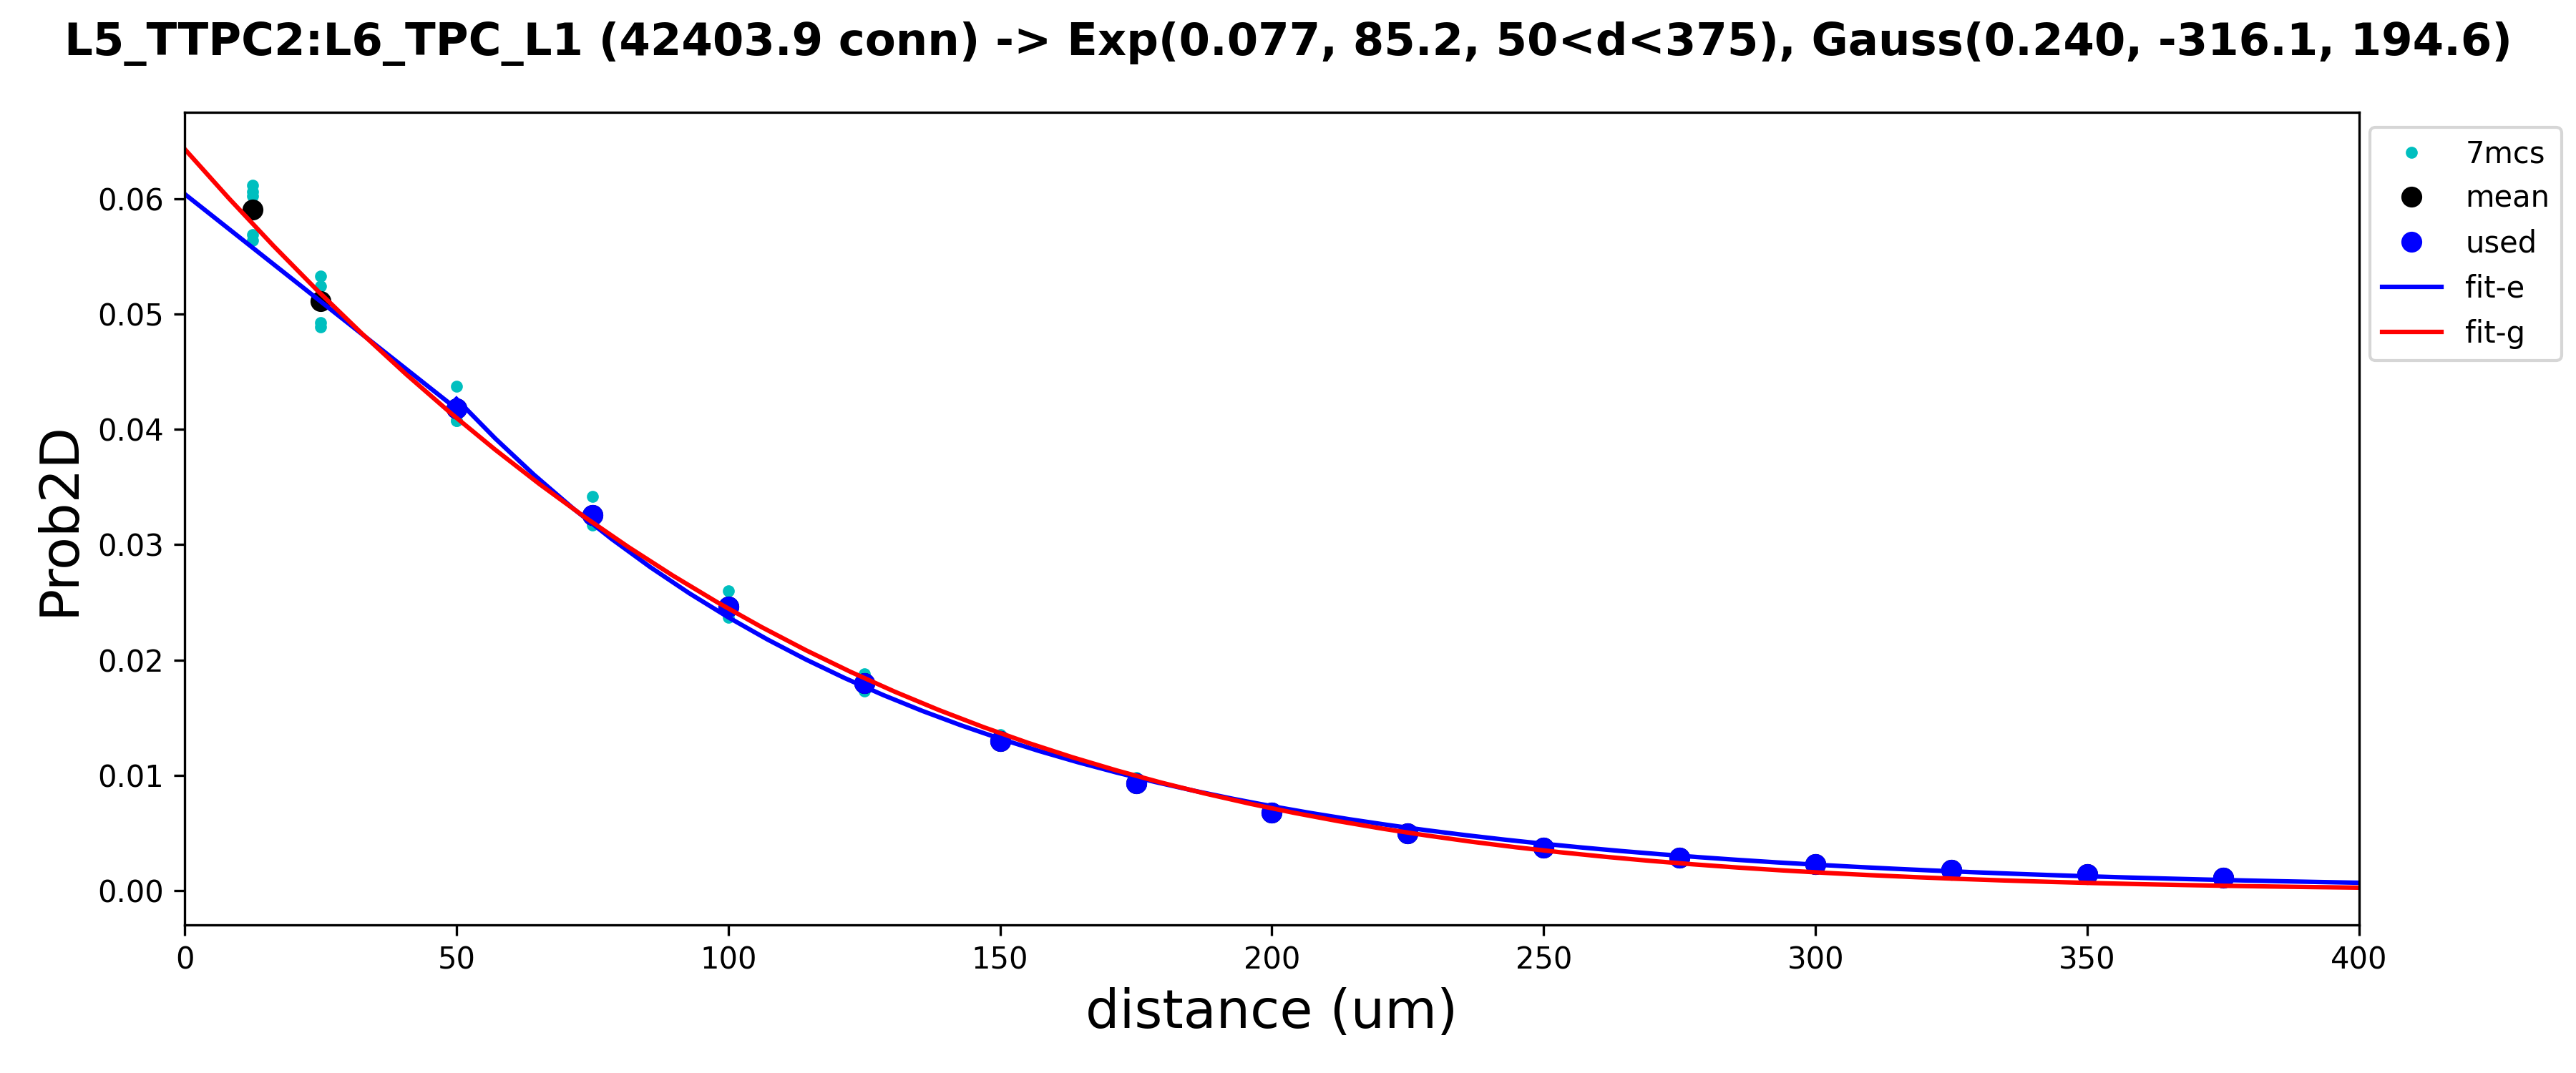 L5_TTPC2:L6_TPC_L1 (42403.9 conn) -> Exp(0.077, 85.2, 50<d<375), Gauss(0.240, -316.1, 194.6)
7mcs
mean
used
fit-e
fit-g
Prob2D
0.06
0.05
0.04
0.03
0.02
0.01
0.00
0 50 100 150 200 250 300 350 400
distance (um)